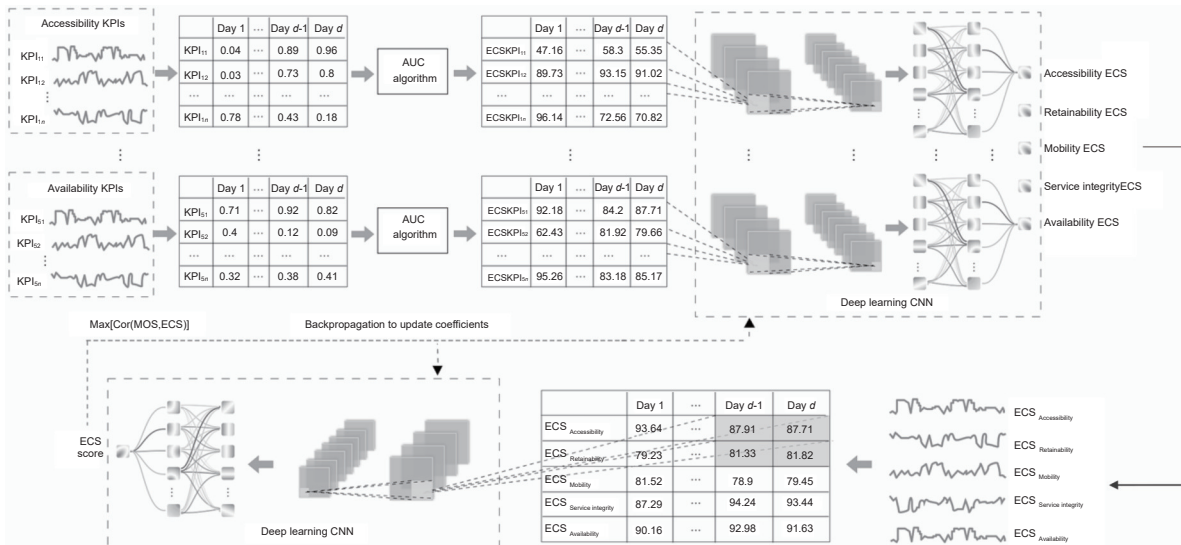 Accessibility KPIs
KPI11
KPI12
⋮
KPI1n
Day 1 ... Day d-1 Day d
KPI11 0.04 ... 0.89 0.96
KPI12 0.03 ... 0.73 0.8
... ... ... ...
KPI1n 0.78 ... 0.43 0.18
AUC
algorithm
Day 1 ... Day d-1 Day d
ECSKPI11 47.16 ... 58.3 55.35
ECSKPI12 89.73 ... 93.15 91.02
... ... ... ...
ECSKPI1n 96.14 ... 72.56 70.82
Accessibility ECS
Retainability ECS
Mobility ECS
Service integrityECS
Availability ECS
Availability KPIs
KPI51
KPI52
⋮
KPI5n
Day 1 ... Day d-1 Day d
KPI51 0.71 ... 0.92 0.82
KPI52 0.4 ... 0.12 0.09
... ... ... ...
KPI5n 0.32 ... 0.38 0.41
AUC
algorithm
Day 1 ... Day d-1 Day d
ECSKPI51 92.18 ... 84.2 87.71
ECSKPI52 62.43 ... 81.92 79.66
... ... ... ...
ECSKPI5n 95.26 ... 83.18 85.17
Deep learning CNN
Max[Cor(MOS,ECS)]
Backpropagation to update coefficients
ECS
score
Deep learning CNN
Day 1 ... Day d-1 Day d
ECS Accessibility 93.64 ... 87.91 87.71
ECS Retainability 79.23 ... 81.33 81.82
ECS Mobility 81.52 ... 78.9 79.45
ECS Service integrity 87.29 ... 94.24 93.44
ECS Availability 90.16 ... 92.98 91.63
ECS Accessibility
ECS Retainability
ECS Mobility
ECS Service integrity
ECS Availability